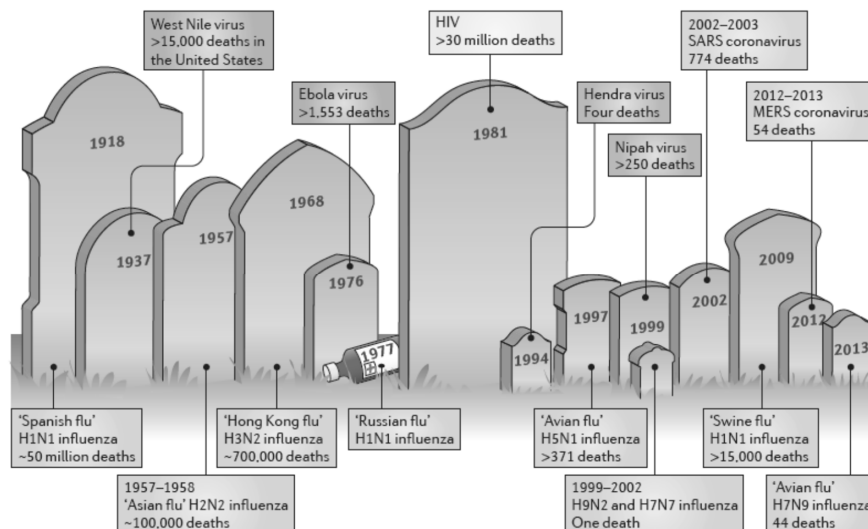 West Nile virus
>15,000 deaths in
the United States
HIV
>30 million deaths
2002–2003
SARS coronavirus
774 deaths
Ebola virus
>1,553 deaths
Hendra virus
Four deaths
2012–2013
MERS coronavirus
54 deaths
Nipah virus
>250 deaths
1918
1937
1957
1968
1976
1977
1981
1994
1997
1999
2002
2009
2012
2013
‘Spanish flu’
H1N1 influenza
~50 million deaths
‘Hong Kong flu’
H3N2 influenza
~700,000 deaths
‘Russian flu’
H1N1 influenza
‘Avian flu’
H5N1 influenza
>371 deaths
‘Swine flu’
H1N1 influenza
>15,000 deaths
1957–1958
‘Asian flu’ H2N2 influenza
~100,000 deaths
1999–2002
H9N2 and H7N7 influenza
One death
‘Avian flu’
H7N9 influenza
44 deaths